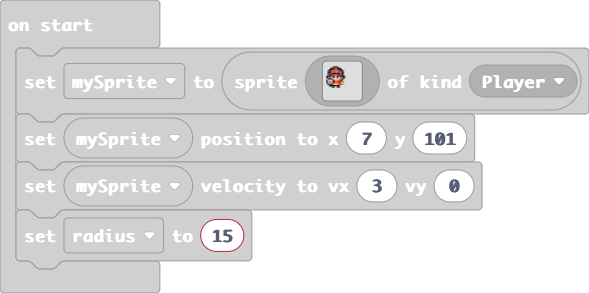 on start
set mySprite to sprite of kind Player
set mySprite position to x 7 y 101
set mySprite velocity to vx 3 vy 0
set radius to 15